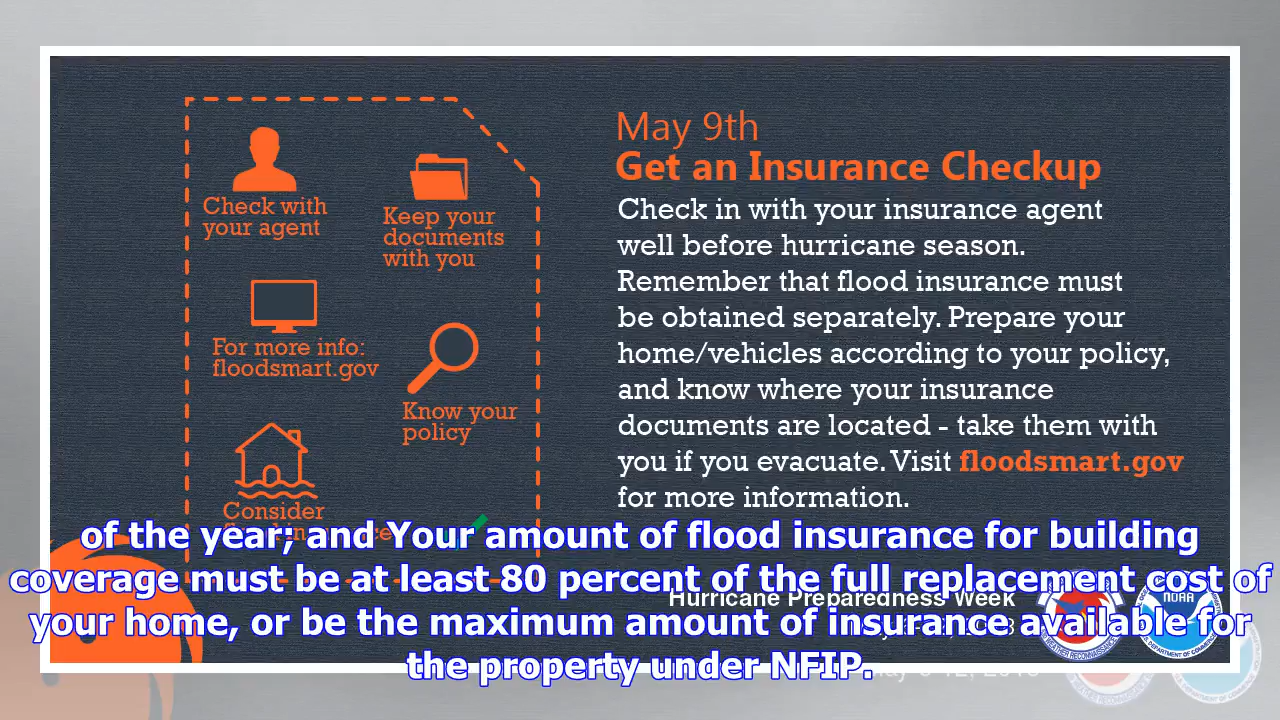 May 9th
Get an Insurance Checkup
Check in with your insurance agent
well before hurricane season.
Remember that flood insurance must
be obtained separately. Prepare your
home/vehicles according to your policy,
and know where your insurance
documents are located - take them with
you if you evacuate. Visit floodsmart.gov
for more information.
Check with
your agent
Keep your
documents
with you
For more info:
floodsmart.gov
Know your
policy
Consider
of the year; and Your amount of flood insurance for building
coverage must be at least 80 percent of the full replacement cost of
your home, or be the maximum amount of insurance available for
the property under NFIP.
Hurricane Preparedness Week
NOAA